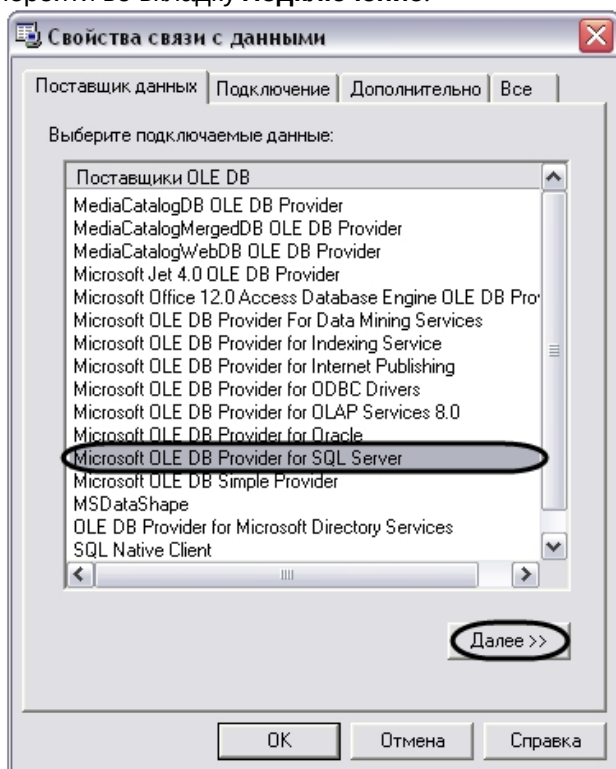 перейти во вкладку Подключение.
Свойства связи с данными
Поставщик данных Подключение Дополнительно Все
Выберите подключаемые данные:
Поставщики OLE DB
MediaCatalogDB OLE DB Provider
MediaCatalogMergedDB OLE DB Provider
MediaCatalogWebDB OLE DB Provider
Microsoft Jet 4.0 OLE DB Provider
Microsoft Office 12.0 Access Database Engine OLE DB Pro
Microsoft OLE DB Provider For Data Mining Services
Microsoft OLE DB Provider for Indexing Service
Microsoft OLE DB Provider for Internet Publishing
Microsoft OLE DB Provider for ODBC Drivers
Microsoft OLE DB Provider for OLAP Services 8.0
Microsoft OLE DB Provider for Oracle
Microsoft OLE DB Provider for SQL Server
Microsoft OLE DB Simple Provider
MSDataShape
OLE DB Provider for Microsoft Directory Services
SQL Native Client
Далее >>
OK Отмена Справка